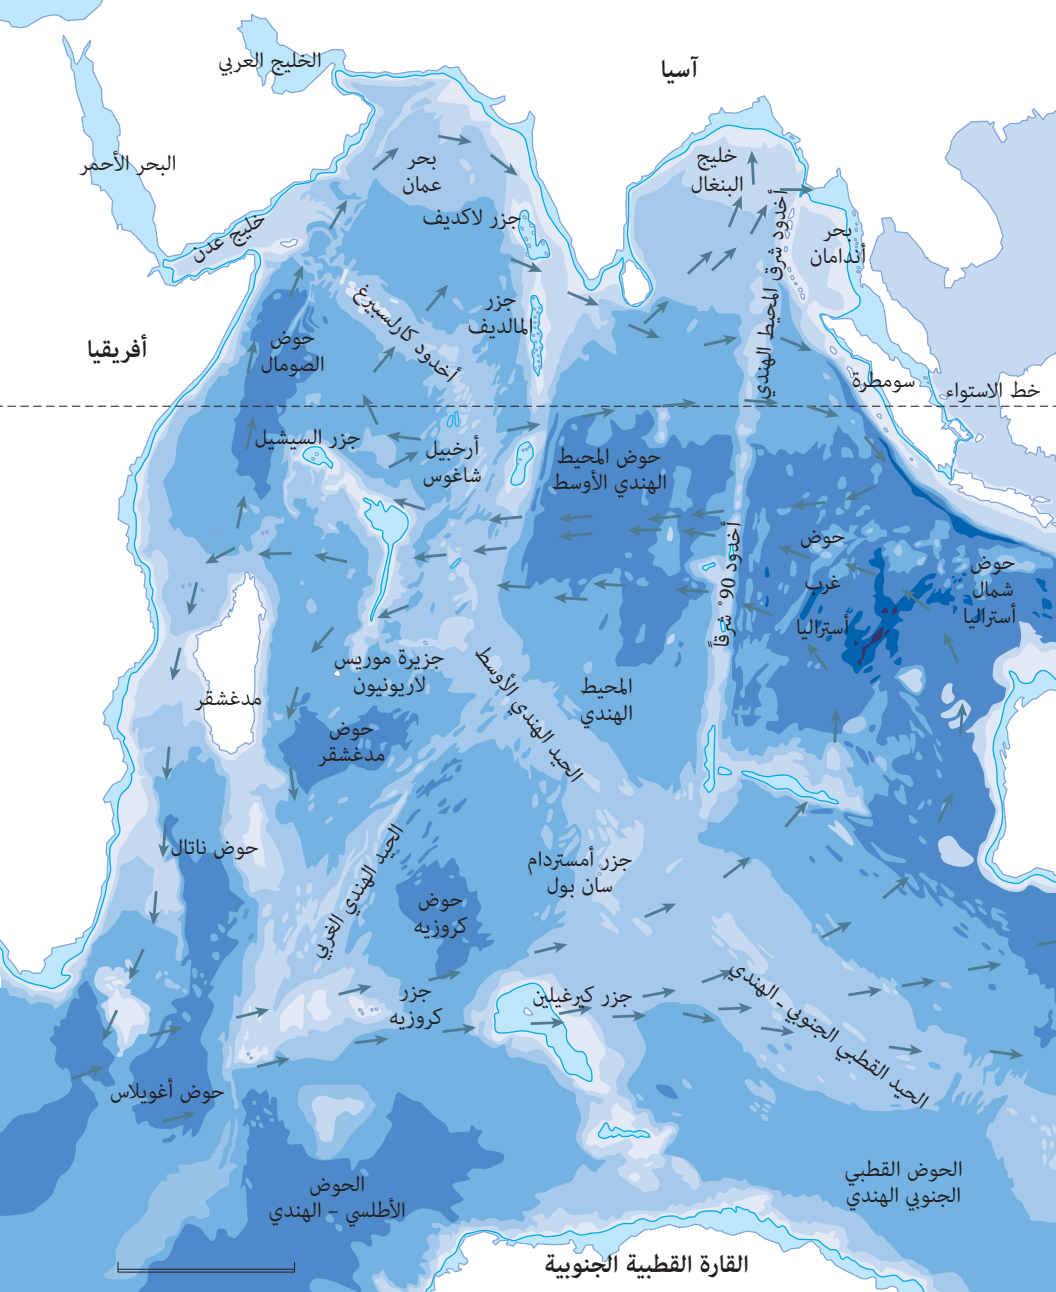 آسيا
الخليج العربي
البحر الأحمر
بحر
عمان
خليج
البنغال
جزر لاكديف
خليج عدن
بحر
أندامان
أخدود شرق المحيط الهندي
جزر
المالديف
أخدود كارلسبيرغ
أفريقيا
حوض
الصومال
سومطرة
خط الاستواء
جزر السيشيل
أرخبيل
شاغوس
حوض المحيط
الهندي الأوسط
أخدود 90° شرقاً
حوض
غرب
أستراليا
حوض
شمال
أستراليا
جزيرة موريس
لاريونيون
الحيد الهندي الأوسط
المحيط
الهندي
مدغشقر
حوض
مدغشقر
حوض ناتال
الحيد الهندي الغربي
جزر أمستردام
سان بول
حوض
كروزيه
جزر
كروزيه
جزر كيرغيلين
الحيد القطبي الجنوبي - الهندي
حوض أغويلاس
الحوض
الأطلسي - الهندي
الحوض القطبي
الجنوبي الهندي
القارة القطبية الجنوبية